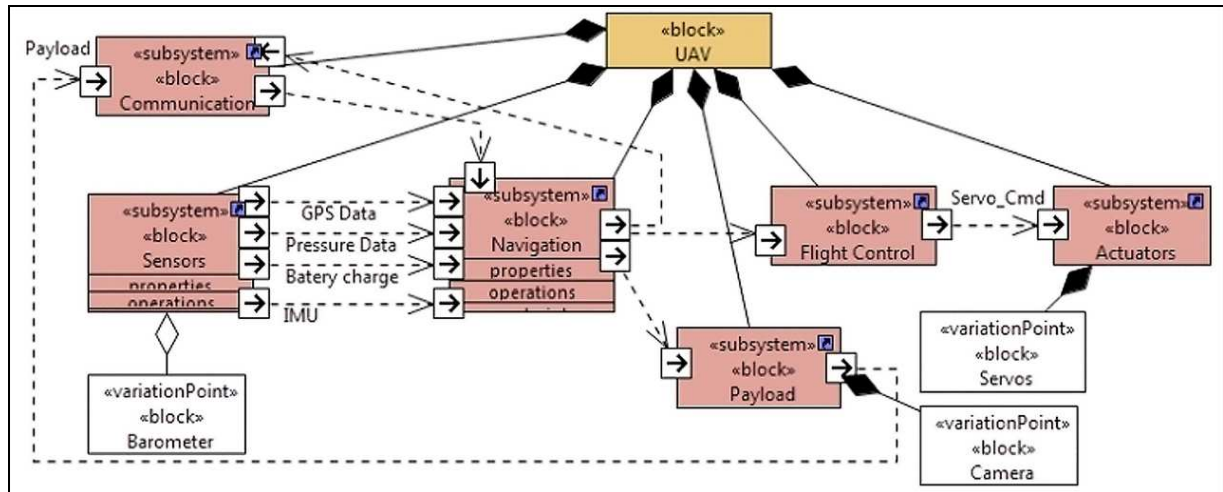 «block»
UAV
Payload
«subsystem»
«block»
Communication
«subsystem»
«block»
Sensors
properties
operations
GPS Data
Pressure Data
Batery charge
IMU
«subsystem»
«block»
Navigation
properties
operations
«subsystem»
«block»
Flight Control
Servo_Cmd
«subsystem»
«block»
Actuators
«subsystem»
«block»
Payload
«variationPoint»
«block»
Servos
«variationPoint»
«block»
Barometer
«variationPoint»
«block»
Camera